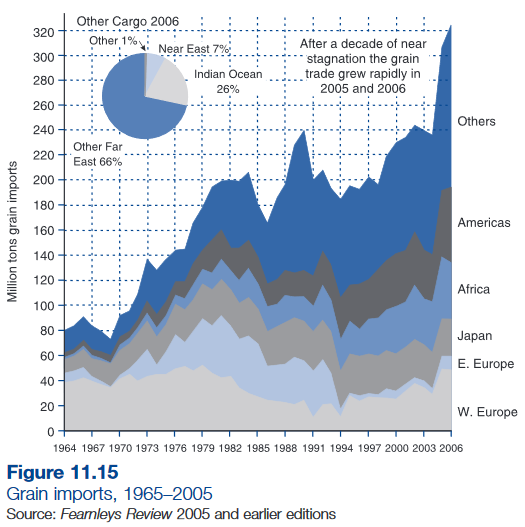 Other Cargo 2006
Other 1%
Near East 7%
Indian Ocean
26%
Other Far
East 66%
After a decade of near
stagnation the grain
trade grew rapidly in
2005 and 2006
Million tons grain imports
320
300
280
260
240
220
200
180
160
140
120
100
80
60
40
20
0
Others
Americas
Africa
Japan
E. Europe
W. Europe
1964 1967 1970 1973 1976 1979 1982 1985 1988 1991 1994 1997 2000 2003 2006
Figure 11.15
Grain imports, 1965–2005
Source: Fearnleys Review 2005 and earlier editions